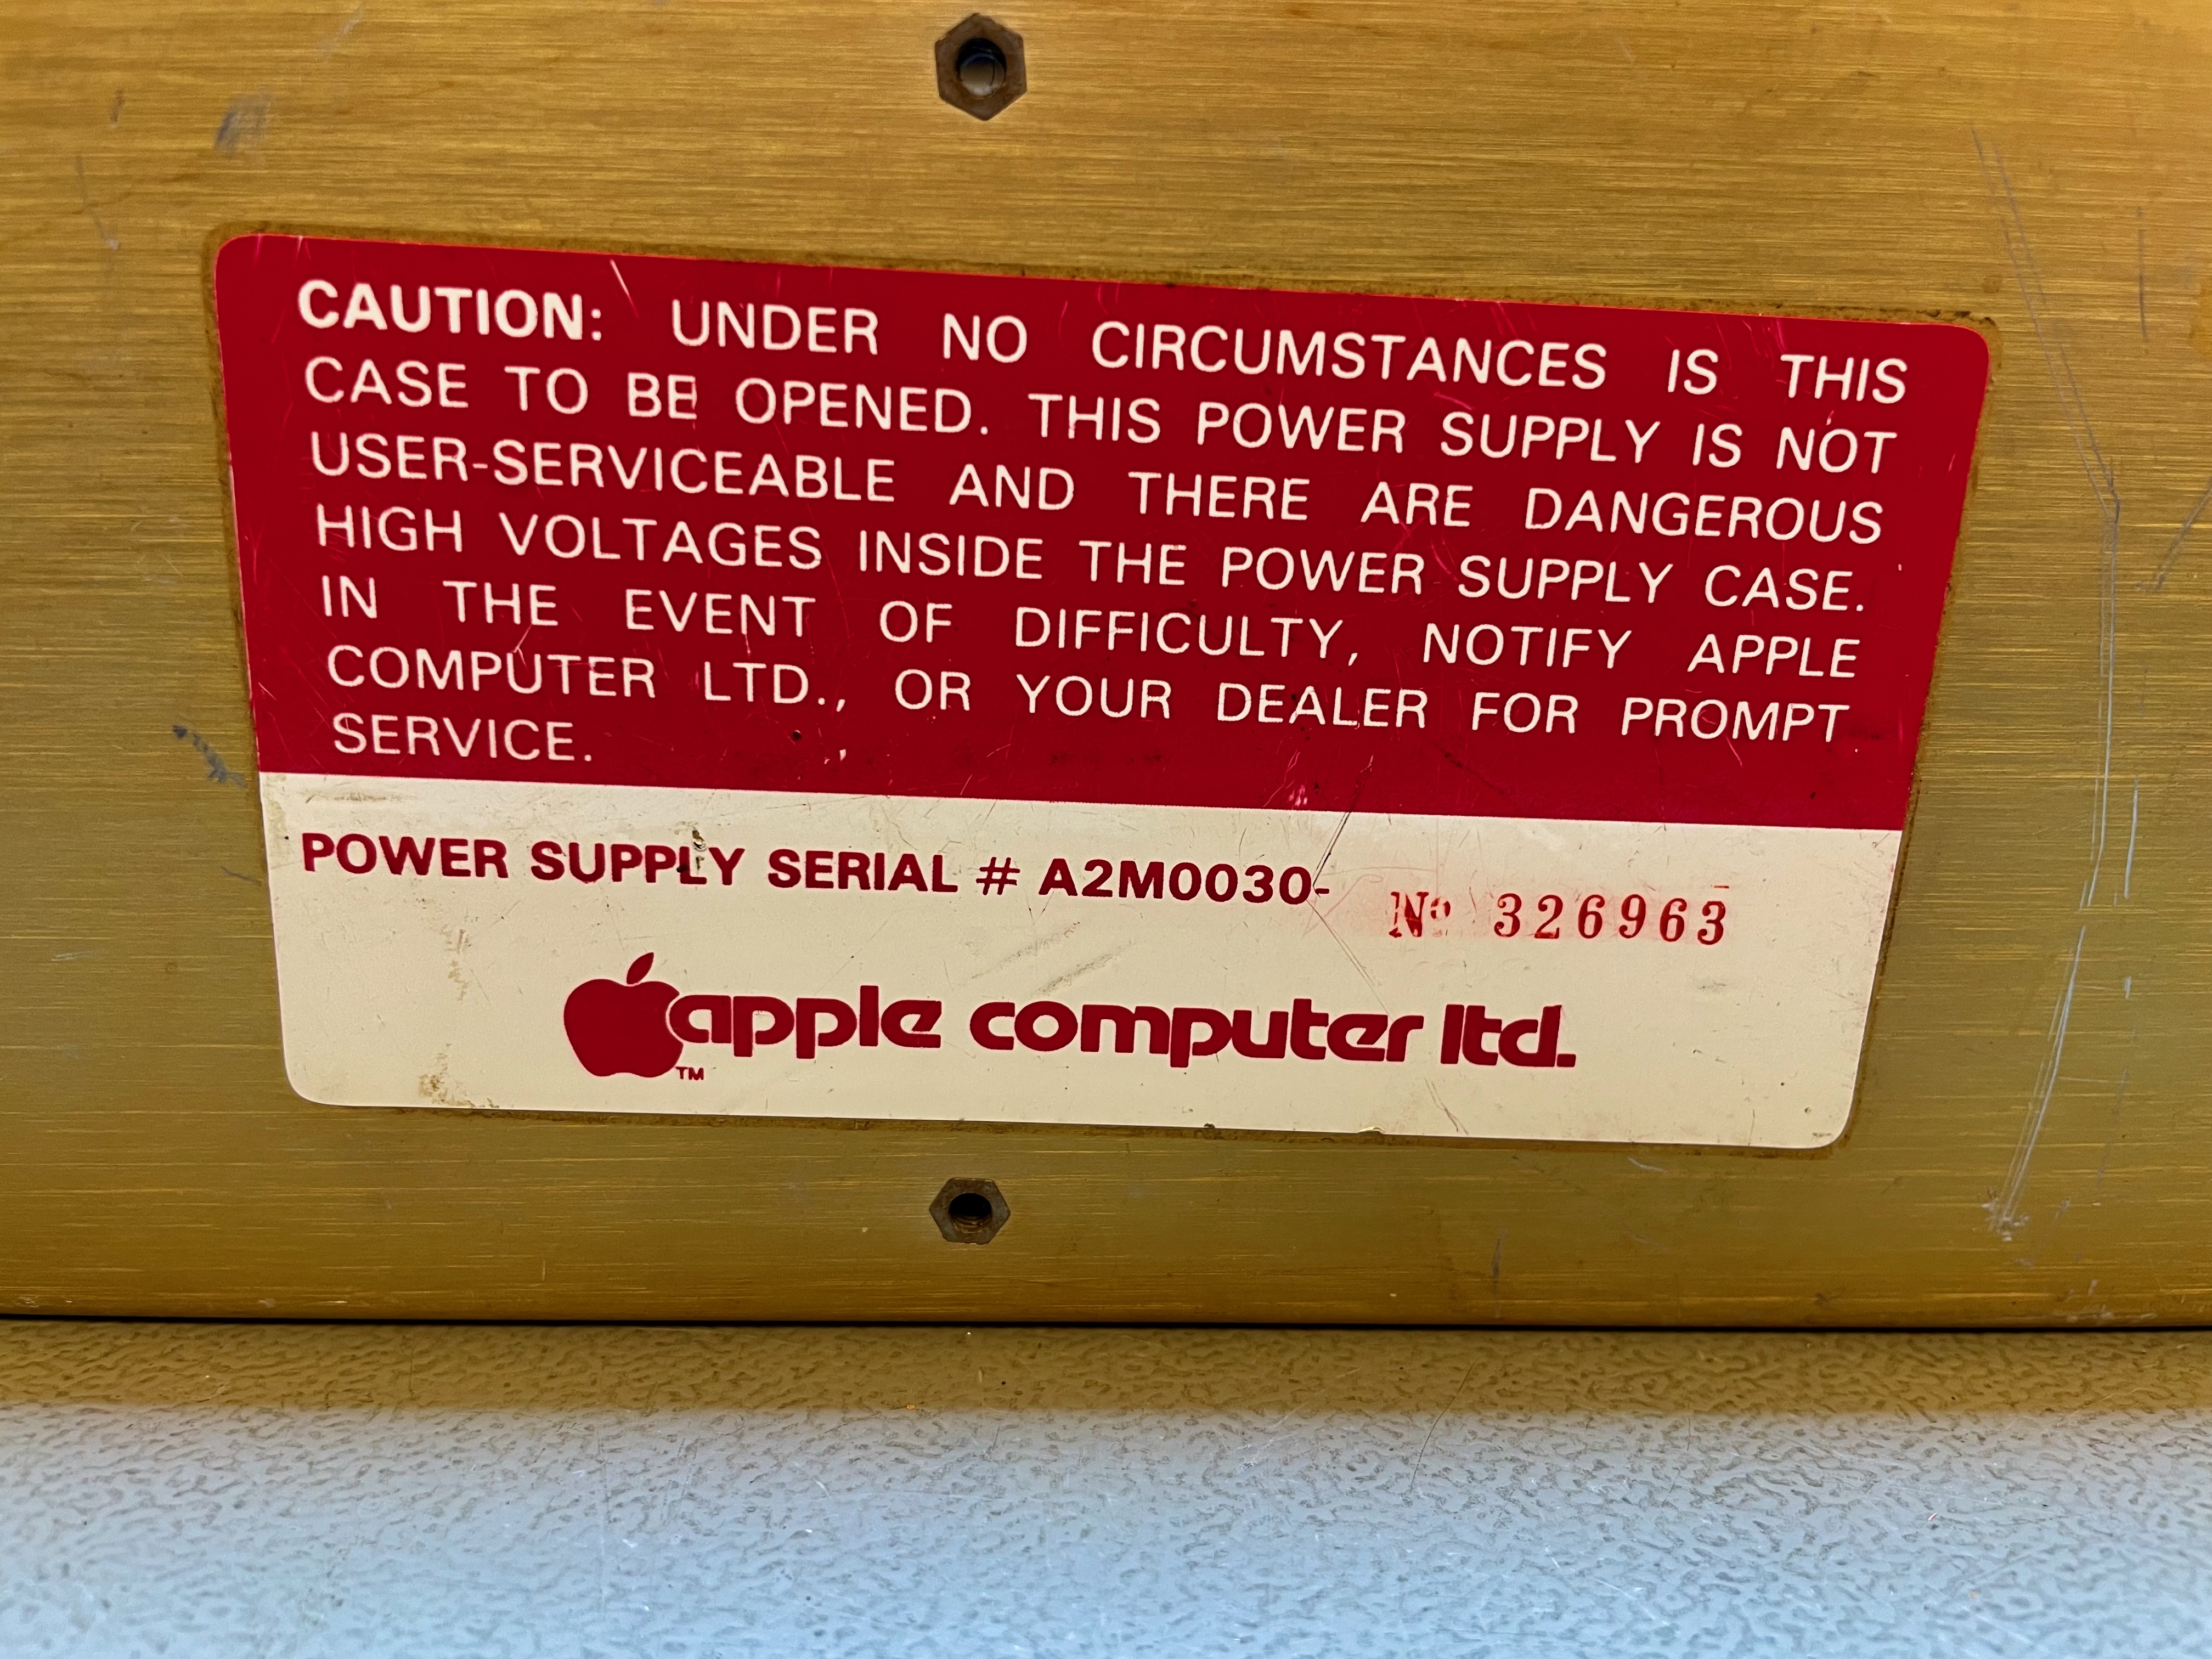 CAUTION: UNDER NO CIRCUMSTANCES IS THIS
CASE TO BE OPENED. THIS POWER SUPPLY IS NOT
USER-SERVICEABLE AND THERE ARE DANGEROUS
HIGH VOLTAGES INSIDE THE POWER SUPPLY CASE.
IN THE EVENT OF DIFFICULTY, NOTIFY APPLE
COMPUTER LTD., OR YOUR DEALER FOR PROMPT
SERVICE.
POWER SUPPLY SERIAL # A2M0030- No 326963
apple computer ltd.
TM